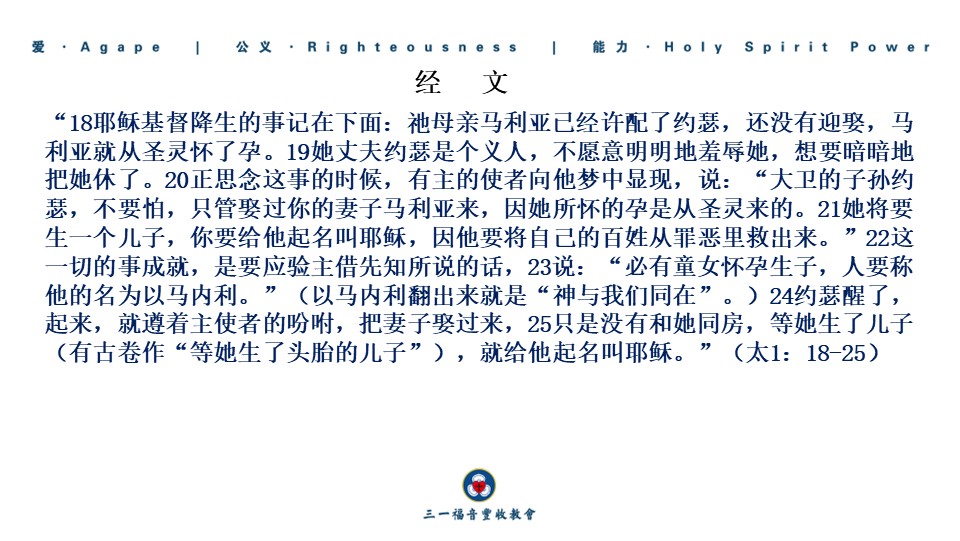 爱 · Agape | 公义 · Righteousness | 能力 · Holy Spirit Power
经 文
“18耶稣基督降生的事记在下面：祂母亲马利亚已经许配了约瑟，还没有迎娶，马
利亚就从圣灵怀了孕。19她丈夫约瑟是个义人，不愿意明明地羞辱她，想要暗暗地
把她休了。20正思念这事的时候，有主的使者向他梦中显现，说：“大卫的子孙约
瑟，不要怕，只管娶过你的妻子马利亚来，因她所怀的孕是从圣灵来的。21她将要
生一个儿子，你要给他起名叫耶稣，因他要将自己的百姓从罪恶里救出来。”22这
一切的事成就，是要应验主借先知所说的话，23说：“必有童女怀孕生子，人要称
他的名为以马内利。”（以马内利翻出来就是“神与我们同在”。）24约瑟醒了，
起来，就遵着主使者的吩咐，把妻子娶过来，25只是没有和她同房，等她生了儿子
（有古卷作“等她生了头胎的儿子”），就给他起名叫耶稣。”（太1：18-25）
三一福音豐收教會